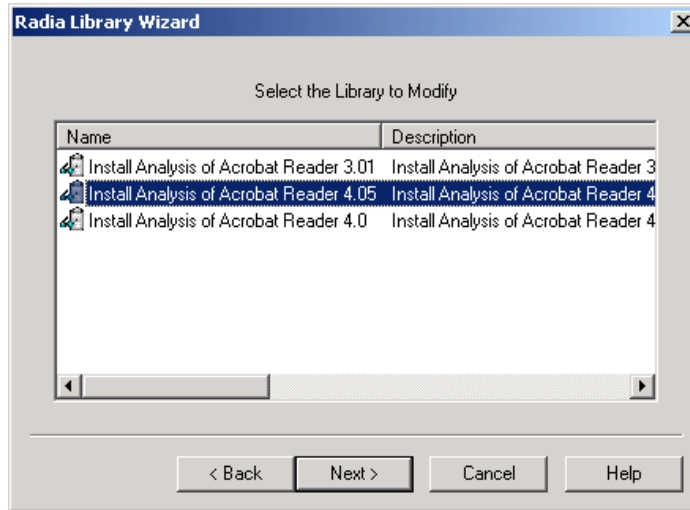 Radia Library Wizard
Select the Library to Modify
Name Description
Install Analysis of Acrobat Reader 3.01 Install Analysis of Acrobat Reader 3
Install Analysis of Acrobat Reader 4.05 Install Analysis of Acrobat Reader 4
Install Analysis of Acrobat Reader 4.0 Install Analysis of Acrobat Reader 4
< Back Next > Cancel Help